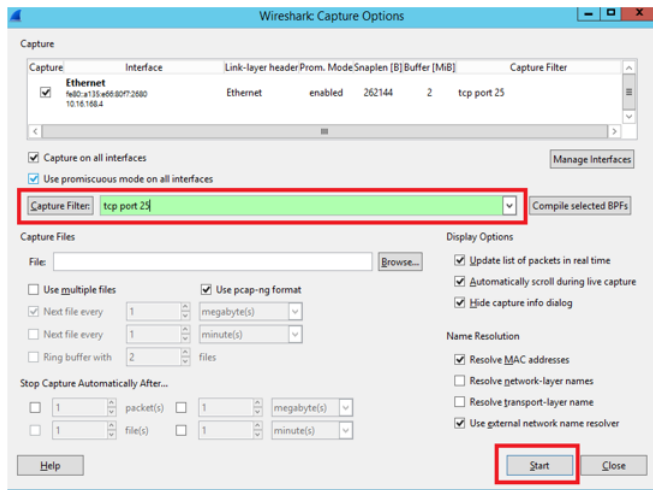 Wireshark: Capture Options
Capture
Capture Interface Link-layer header Prom. Mode Snaplen [B] Buffer [MiB] Capture Filter
Ethernet
fe80::a135:e66:80f7:2680
10.16.168.4
Ethernet enabled 262144 2 tcp port 25
Capture on all interfaces
Manage Interfaces
Use promiscuous mode on all interfaces
Capture Filter: tcp port 25
Compile selected BPFs
Capture Files
File:
Browse...
Use multiple files
Use pcap-ng format
Next file every 1 megabyte(s)
Next file every 1 minute(s)
Ring buffer with 2 files
Stop Capture Automatically After...
1 packet(s) 1 megabyte(s)
1 file(s) 1 minute(s)
Display Options
Update list of packets in real time
Automatically scroll during live capture
Hide capture info dialog
Name Resolution
Resolve MAC addresses
Resolve network-layer names
Resolve transport-layer name
Use external network name resolver
Help
Start
Close